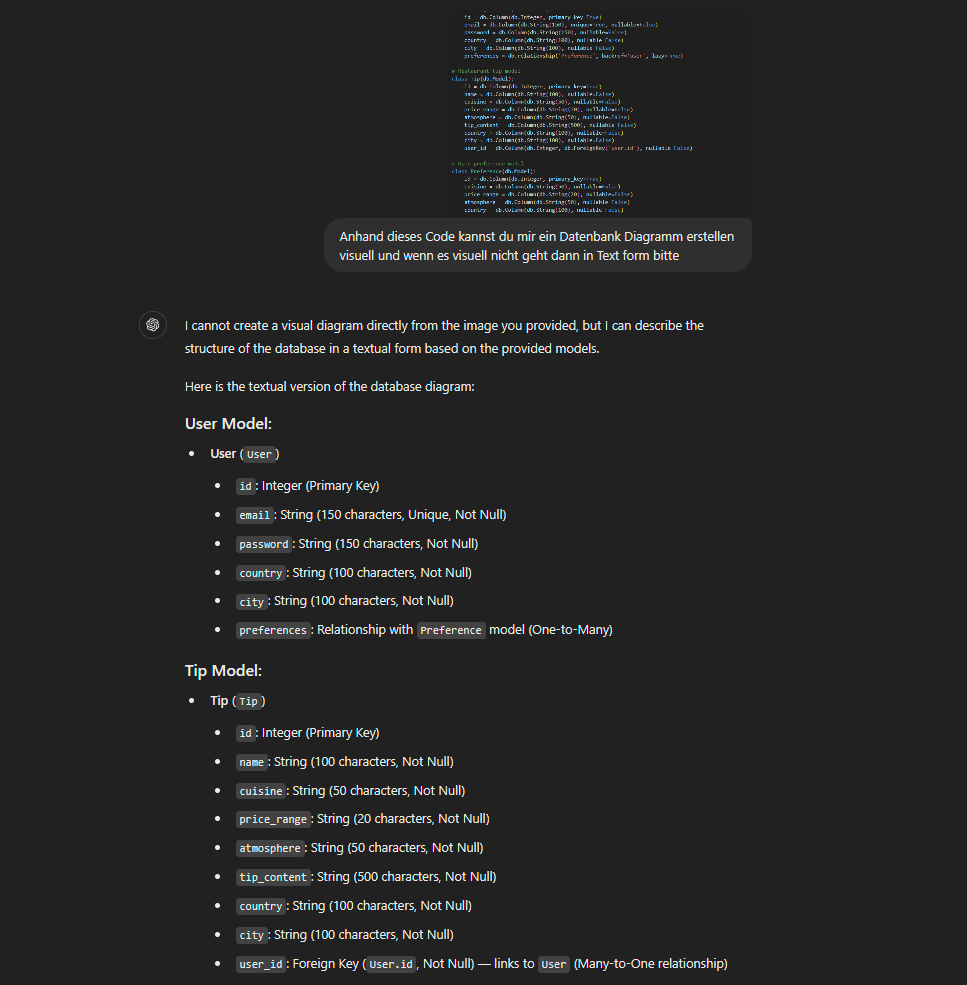 id = db.Column(db.Integer, primary_key=True)
email = db.Column(db.String(150), unique=True, nullable=False)
password = db.Column(db.String(150), nullable=False)
country = db.Column(db.String(100), nullable=False)
city = db.Column(db.String(100), nullable=False)
preferences = db.relationship('Preference', backref='user', lazy=True)
# Restaurant tip model
class Tip(db.Model):
id = db.Column(db.Integer, primary_key=True)
name = db.Column(db.String(100), nullable=False)
cuisine = db.Column(db.String(50), nullable=False)
price_range = db.Column(db.String(20), nullable=False)
atmosphere = db.Column(db.String(50), nullable=False)
tip_content = db.Column(db.String(500), nullable=False)
country = db.Column(db.String(100), nullable=False)
city = db.Column(db.String(100), nullable=False)
user_id = db.Column(db.Integer, db.ForeignKey('user.id'), nullable=False)
# User preference model
class Preference(db.Model):
id = db.Column(db.Integer, primary_key=True)
cuisine = db.Column(db.String(50), nullable=False)
price_range = db.Column(db.String(20), nullable=False)
atmosphere = db.Column(db.String(50), nullable=False)
country = db.Column(db.String(100), nullable=False)
Anhand dieses Code kannst du mir ein Datenbank Diagramm erstellen
visuell und wenn es visuell nicht geht dann in Text form bitte
I cannot create a visual diagram directly from the image you provided, but I can describe the
structure of the database in a textual form based on the provided models.
Here is the textual version of the database diagram:
User Model:
• User (User)
• id: Integer (Primary Key)
• email: String (150 characters, Unique, Not Null)
• password: String (150 characters, Not Null)
• country: String (100 characters, Not Null)
• city: String (100 characters, Not Null)
• preferences: Relationship with Preference model (One-to-Many)
Tip Model:
• Tip (Tip)
• id: Integer (Primary Key)
• name: String (100 characters, Not Null)
• cuisine: String (50 characters, Not Null)
• price_range: String (20 characters, Not Null)
• atmosphere: String (50 characters, Not Null)
• tip_content: String (500 characters, Not Null)
• country: String (100 characters, Not Null)
• city: String (100 characters, Not Null)
• user_id: Foreign Key (User.id, Not Null) — links to User (Many-to-One relationship)